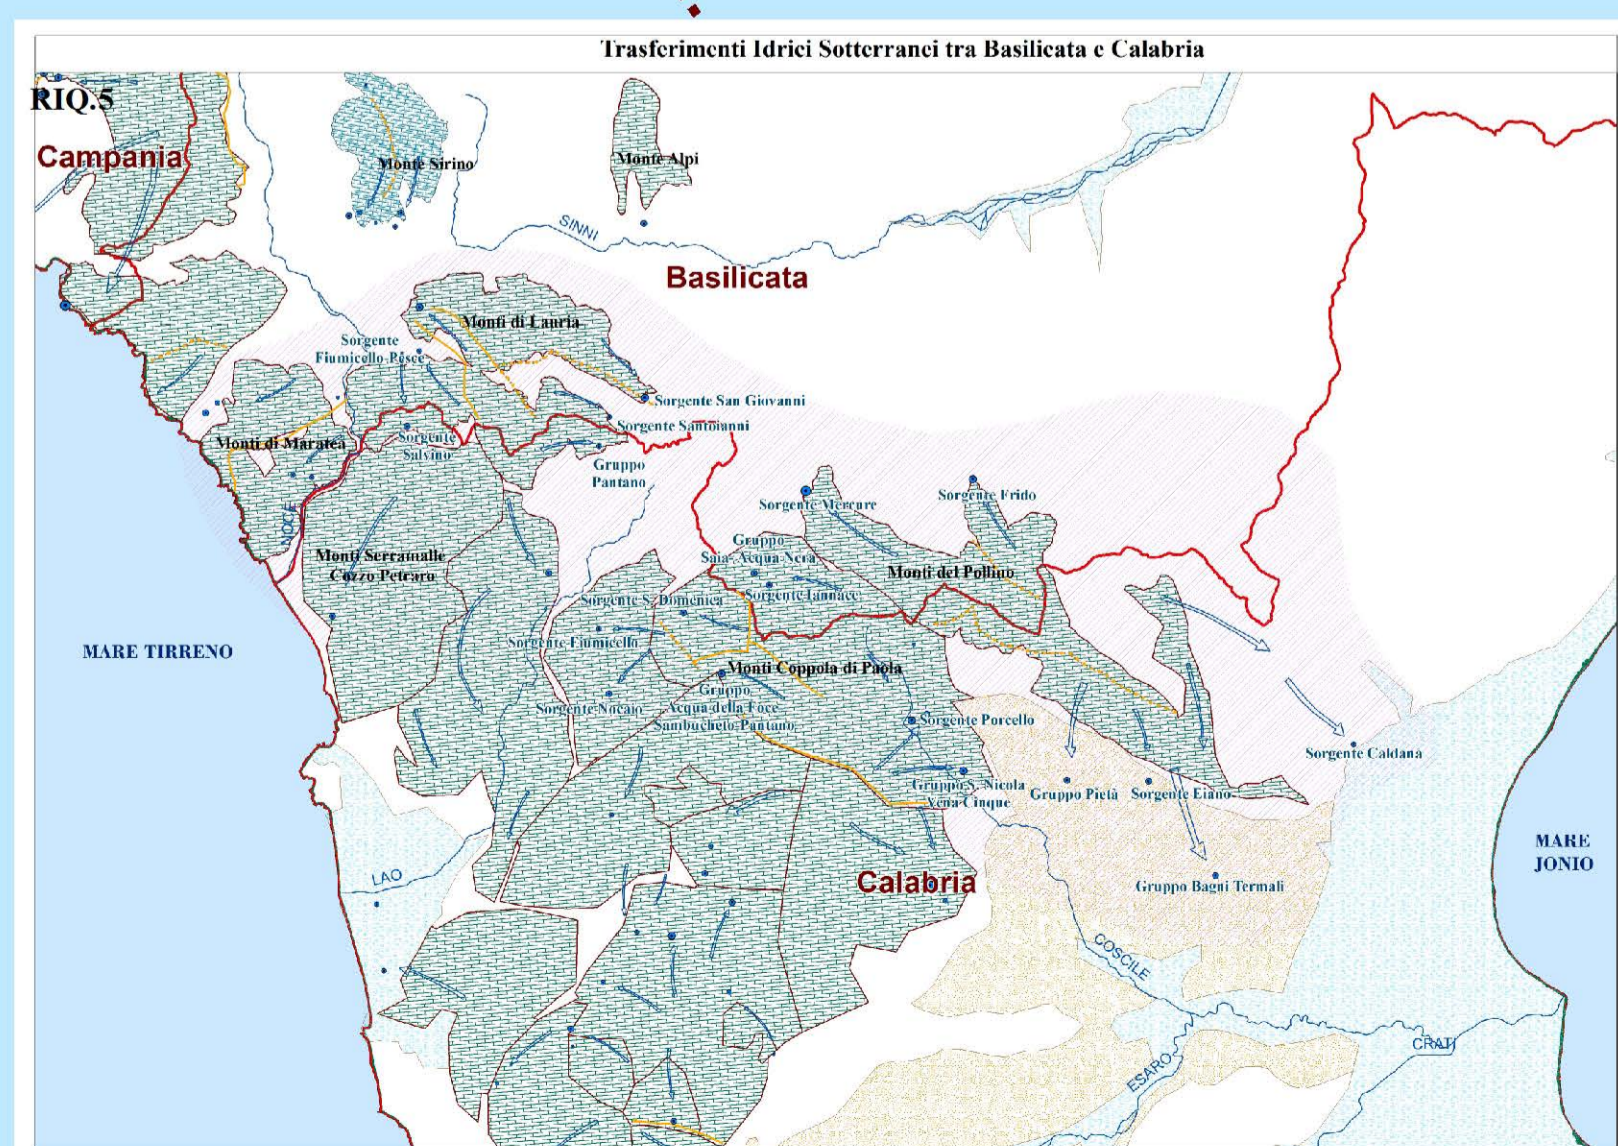 Trasferimenti Idrici Sotterranei tra Basilicata e Calabria
RIQ.5
Campania
Monte Sirino
Monte Alpi
SINNI
Basilicata
Monti di Lauria
Sorgente
Fiumicello-Pesce
Sorgente San Giovanni
Sorgente Santoianni
Monti di Maratea
Sorgente
Salvino
Gruppo
Pantano
Sorgente Mercure
Sorgente Frido
NOCE
Gruppo
Saia-Acqua Nera
Monti Serramalle
Cozzo Petraro
Monti del Pollino
Sorgente Iannace
Sorgente S. Domenica
Sorgente Fiumicello
MARE TIRRENO
Monti Coppola di Paola
Gruppo
Acqua della Foce
Sambucheto-Pantano
Sorgente Nocaio
Sorgente Porcello
Sorgente Caldana
Gruppo S. Nicola
Vena Cinque
Gruppo Pietà
Sorgente Eiano
MARE
JONIO
LAO
Calabria
Gruppo Bagni Termali
COSCILE
CRATI
ESARO